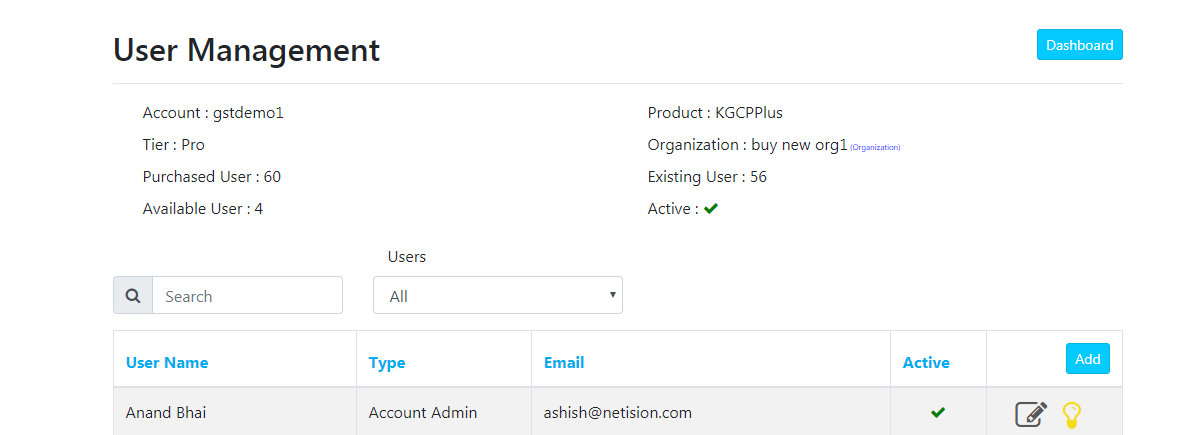 User Management
Dashboard
Account : gstdemo1
Product : KGCPPlus
Tier : Pro
Organization : buy new org1 (Organization)
Purchased User : 60
Existing User : 56
Available User : 4
Active :
Users
Search
All
User Name Type Email Active Add
Anand Bhai Account Admin ashish@netision.com